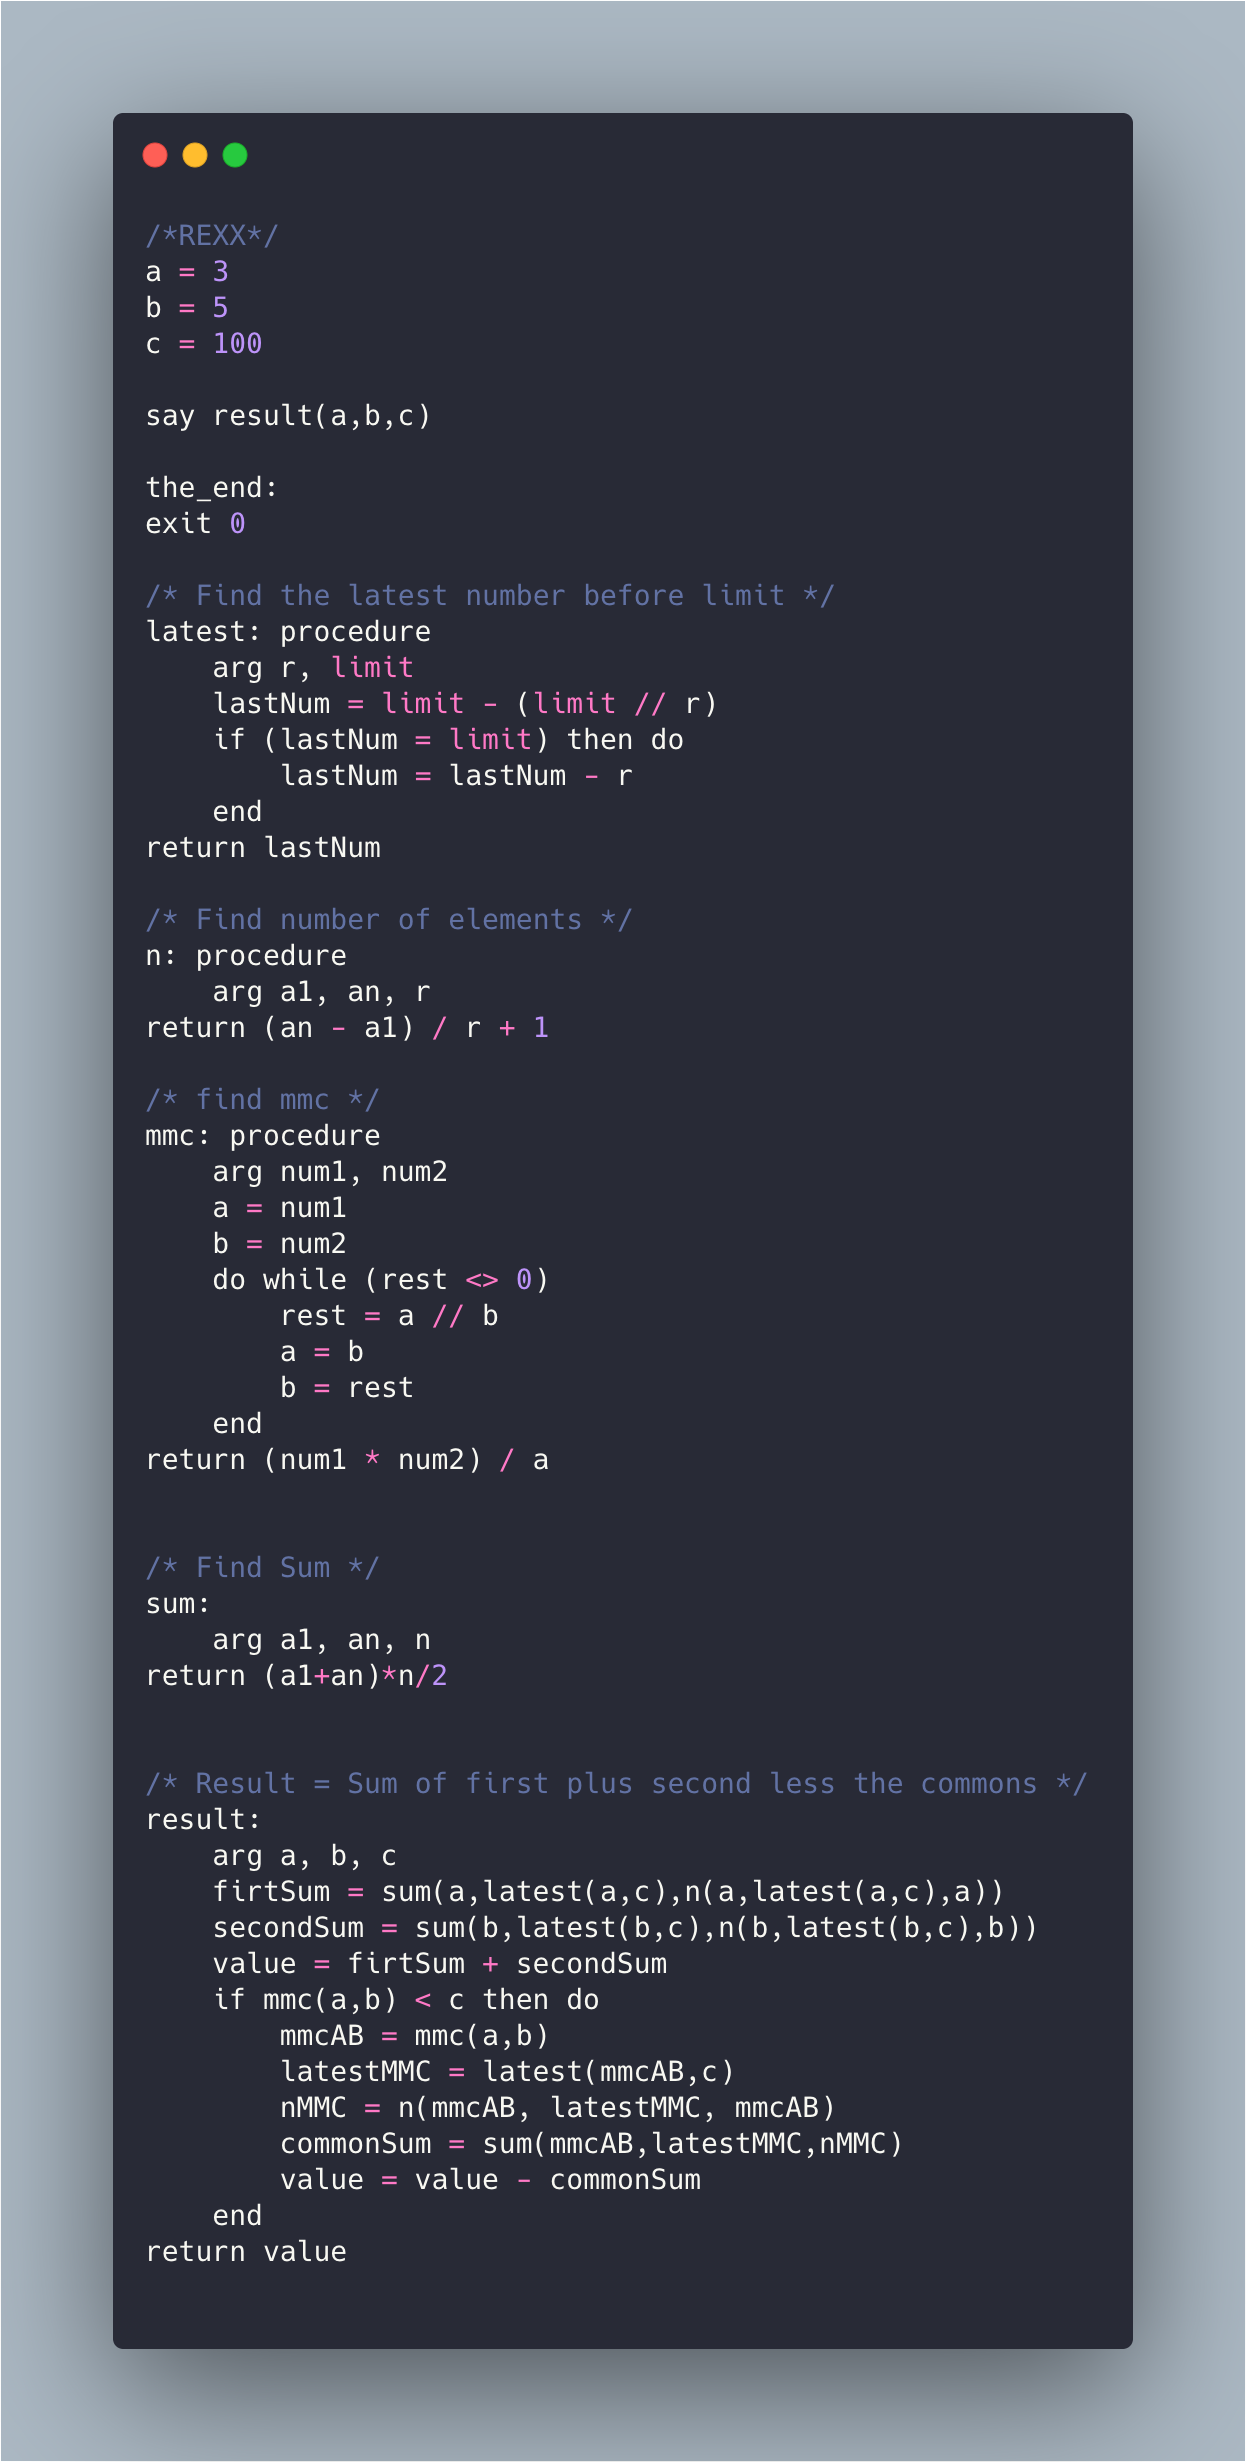 /*REXX*/
a = 3
b = 5
c = 100

say result(a,b,c)

the_end:
exit 0

/* Find the latest number before limit */
latest: procedure
    arg r, limit
    lastNum = limit - (limit // r)
    if (lastNum = limit) then do
        lastNum = lastNum - r
    end
return lastNum

/* Find number of elements */
n: procedure
    arg a1, an, r
return (an - a1) / r + 1

/* find mmc */
mmc: procedure
    arg num1, num2
    a = num1
    b = num2
    do while (rest <> 0)
        rest = a // b
        a = b
        b = rest
    end
return (num1 * num2) / a


/* Find Sum */
sum:
    arg a1, an, n
return (a1+an)*n/2


/* Result = Sum of first plus second less the commons */
result:
    arg a, b, c
    firtSum = sum(a,latest(a,c),n(a,latest(a,c),a))
    secondSum = sum(b,latest(b,c),n(b,latest(b,c),b))
    value = firtSum + secondSum
    if mmc(a,b) < c then do
        mmcAB = mmc(a,b)
        latestMMC = latest(mmcAB,c)
        nMMC = n(mmcAB, latestMMC, mmcAB)
        commonSum = sum(mmcAB,latestMMC,nMMC)
        value = value - commonSum
    end
return value